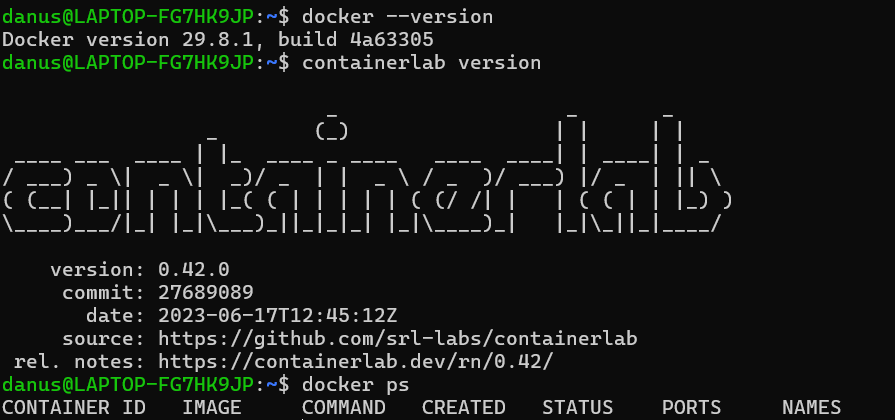 danus@LAPTOP-FG7HK9JP:~$ docker --version
Docker version 29.8.1, build 4a63305
danus@LAPTOP-FG7HK9JP:~$ containerlab version
containerlab
version: 0.42.0
commit: 27689089
date: 2023-06-17T12:45:12Z
source: https://github.com/srl-labs/containerlab
rel. notes: https://containerlab.dev/rn/0.42/
danus@LAPTOP-FG7HK9JP:~$ docker ps
CONTAINER ID IMAGE COMMAND CREATED STATUS PORTS NAMES